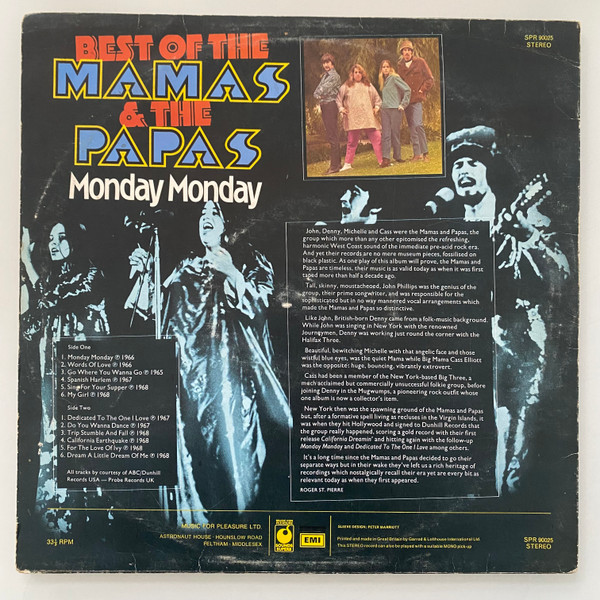 BEST OF THE
MAMAS
& THE
PAPAS
Monday Monday
SPR 90025
STEREO
John, Denny, Michelle and Cass were the Mamas and Papas, the
group which more than any other epitomised the refreshing,
harmonic West Coast sound of the immediate pre-acid rock era.
And yet their records are no mere museum pieces, fossilised on
black plastic. As one play of this album will prove, the Mamas and
Papas are timeless, their music is as valid today as when it was first
taped more than half a decade ago.
Tall, skinny, moustacheoed, John Phillips was the genius of the
group, their prime songwriter, and was responsible for the
sophisticated but in no way mannered vocal arrangements which
made the Mamas and Papas so distinctive.
Like John, British-born Denny came from a folk-music background.
While John was singing in New York with the renowned
Journeymen, Denny was working just round the corner with the
Halifax Three.
Beautiful, bewitching Michelle with that angelic face and those
wistful blue eyes, was the quiet Mama while Big Mama Cass Elliott
was the opposite: huge, bouncing, vibrantly extrovert.
Cass had been a member of the New York-based Big Three, a
much acclaimed but commercially unsuccessful folkie group, before
joining Denny in the Mugwumps, a pioneering rock outfit whose
one album is now a collector's item.
New York then was the spawning ground of the Mamas and Papas
but, after a formative spell living as recluses in the Virgin Islands, it
was when they hit Hollywood and signed to Dunhill Records that
the group really happened, scoring a gold record with their first
release California Dreamin' and hitting again with the follow-up
Monday Monday and Dedicated To The One I Love among others.
It's a long time since the Mamas and Papas decided to go their
separate ways but in their wake they've left us a rich heritage of
recordings which nostalgically recall their era yet are every bit as
relevant today as when they first appeared.
ROGER ST. PIERRE
Side One
1. Monday Monday ℗ 1966
2. Words Of Love ℗ 1966
3. Go Where You Wanna Go ℗ 1965
4. Spanish Harlem ℗ 1967
5. Sing For Your Supper ℗ 1968
6. My Girl ℗ 1968
Side Two
1. Dedicated To The One I Love ℗ 1967
2. Do You Wanna Dance ℗ 1967
3. Trip Stumble And Fall ℗ 1968
4. California Earthquake ℗ 1968
5. For The Love Of Ivy ℗ 1968
6. Dream A Little Dream Of Me ℗ 1968
All tracks by courtesy of ABC/Dunhill
Records USA — Probe Records UK
33⅓ RPM
MUSIC FOR PLEASURE LTD.
ASTRONAUT HOUSE · HOUNSLOW ROAD
FELTHAM · MIDDLESEX
SOUNDS
SUPERB
EMI
SLEEVE DESIGN, PETER MARRIOTT
Printed and made in Great Britain by Garrod & Lofthouse International Ltd
This STEREO record can also be played with a suitable MONO pick-up
SPR 90025
STEREO